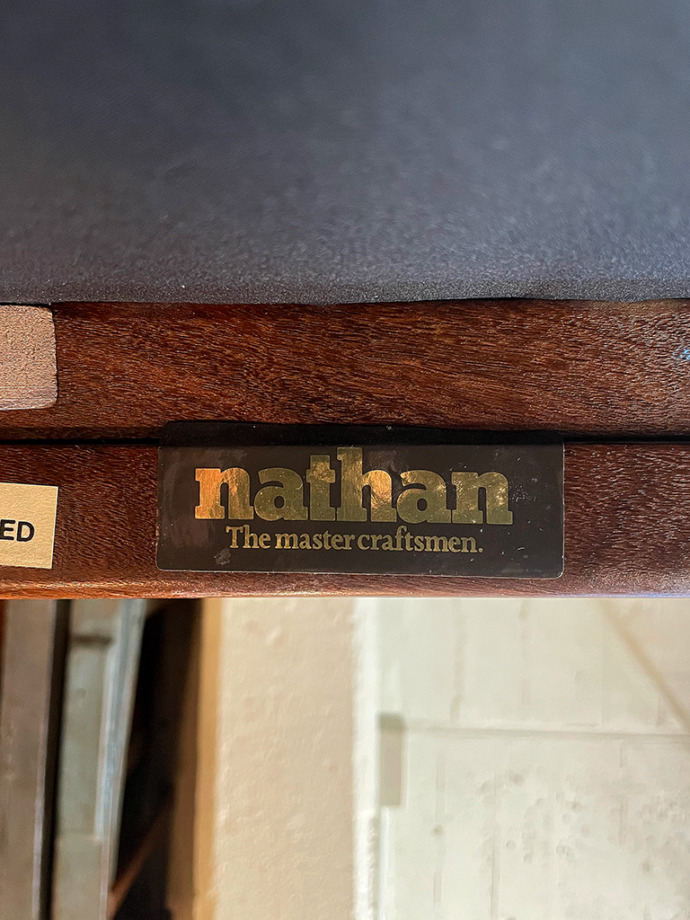 nathan
The master craftsmen.
ED